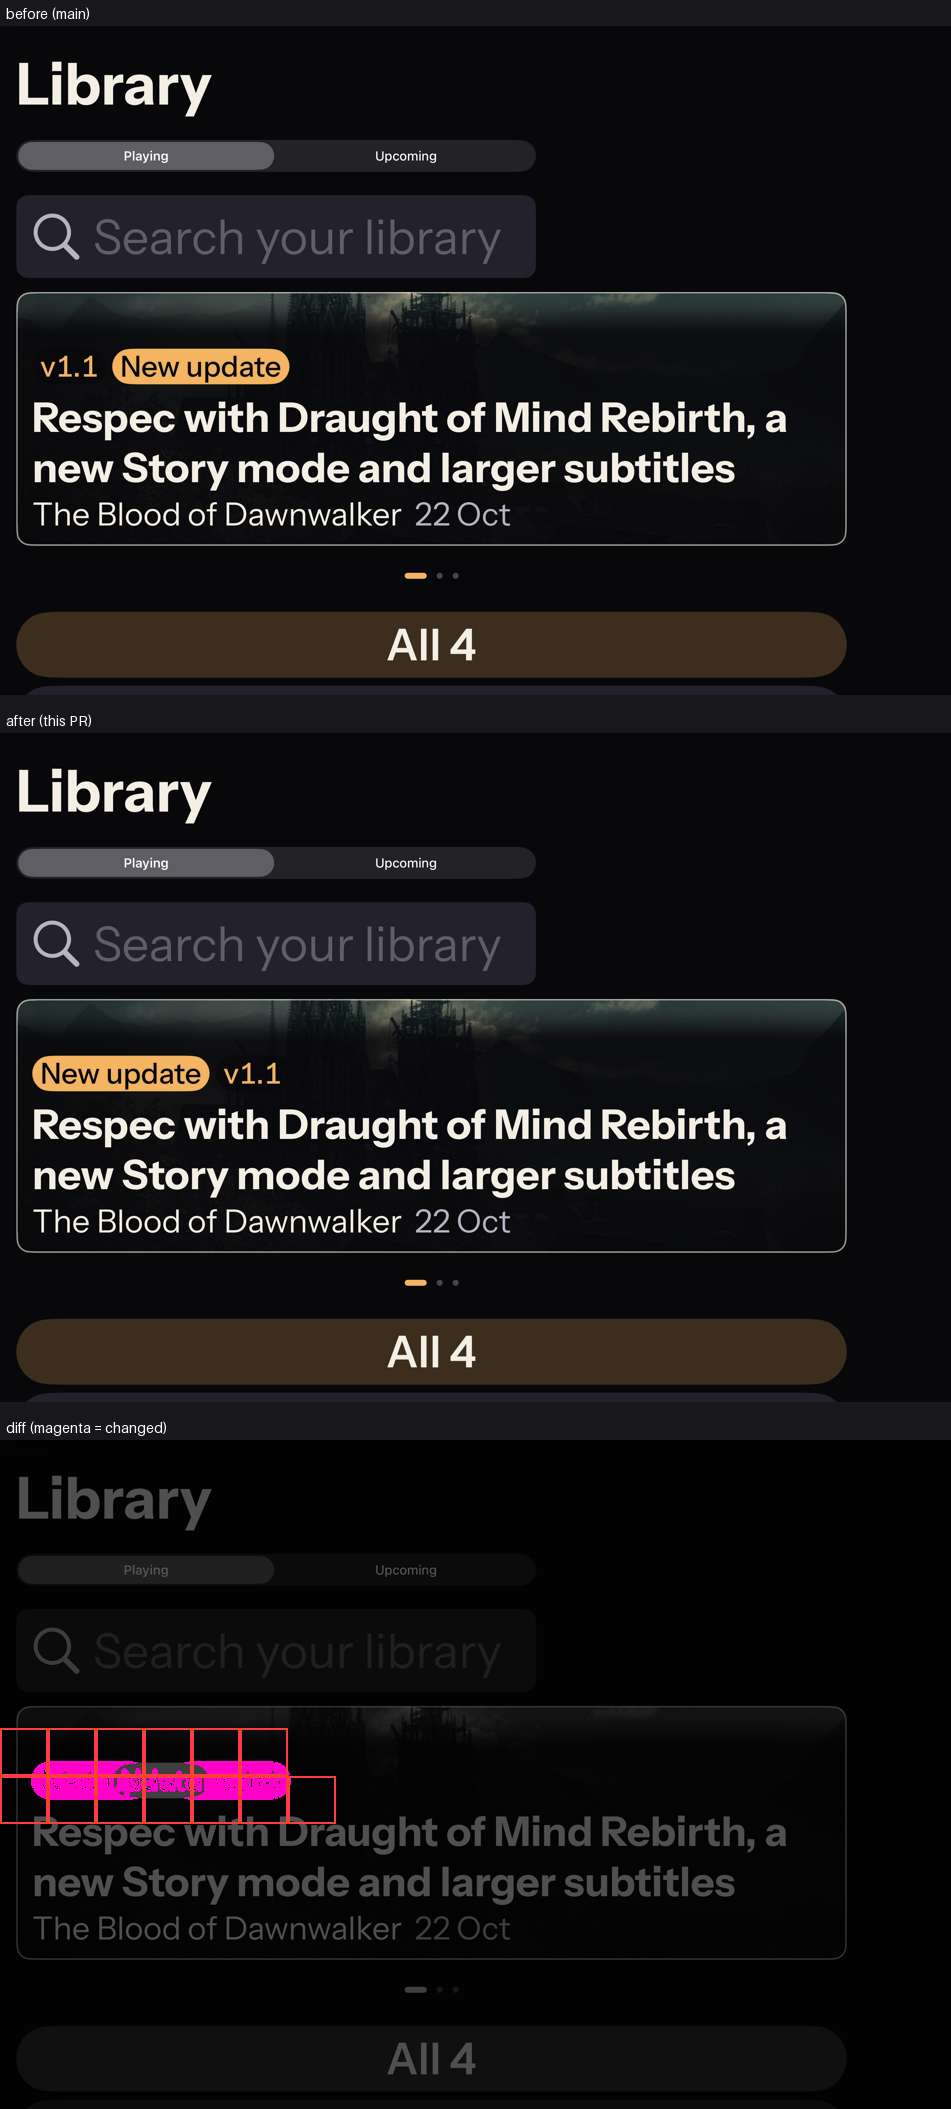 before (main)
Library
Playing
Upcoming
Search your library
v1.1 New update
Respec with Draught of Mind Rebirth, a
new Story mode and larger subtitles
The Blood of Dawnwalker 22 Oct
All 4
after (this PR)
Library
Playing
Upcoming
Search your library
New update v1.1
Respec with Draught of Mind Rebirth, a
new Story mode and larger subtitles
The Blood of Dawnwalker 22 Oct
All 4
diff (magenta = changed)
Library
Playing
Upcoming
Search your library
Respec with Draught of Mind Rebirth, a
new Story mode and larger subtitles
The Blood of Dawnwalker 22 Oct
All 4